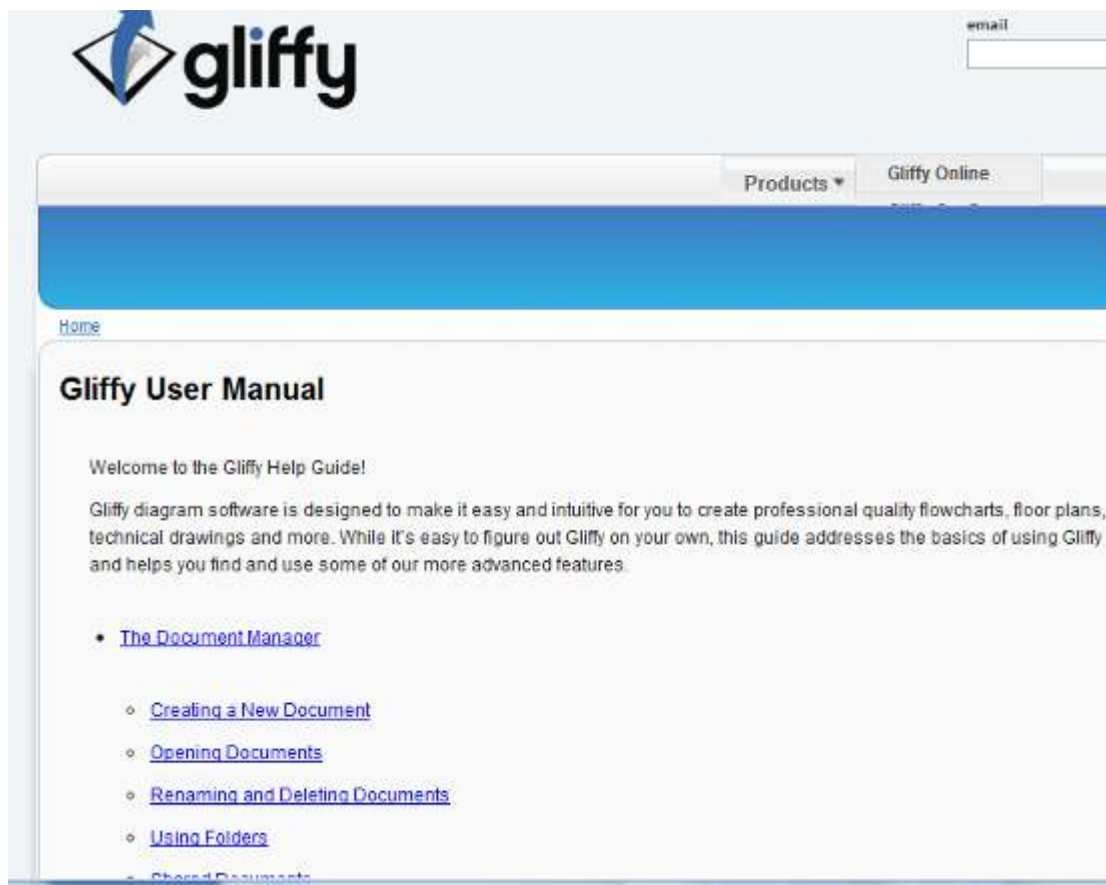 gliffy
email
Products
Gliffy Online
Home
Gliffy User Manual
Welcome to the Gliffy Help Guide!
Gliffy diagram software is designed to make it easy and intuitive for you to create professional quality flowcharts, floor plans,
technical drawings and more. While it's easy to figure out Gliffy on your own, this guide addresses the basics of using Gliffy
and helps you find and use some of our more advanced features.
The Document Manager
Creating a New Document
Opening Documents
Renaming and Deleting Documents
Using Folders
Shared Documents